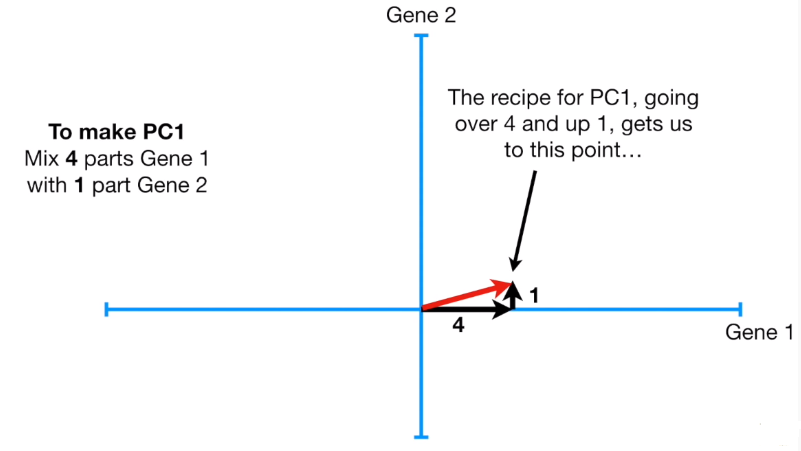 Gene 2
The recipe for PC1, going
over 4 and up 1, gets us
to this point…
To make PC1
Mix 4 parts Gene 1
with 1 part Gene 2
1
4
Gene 1